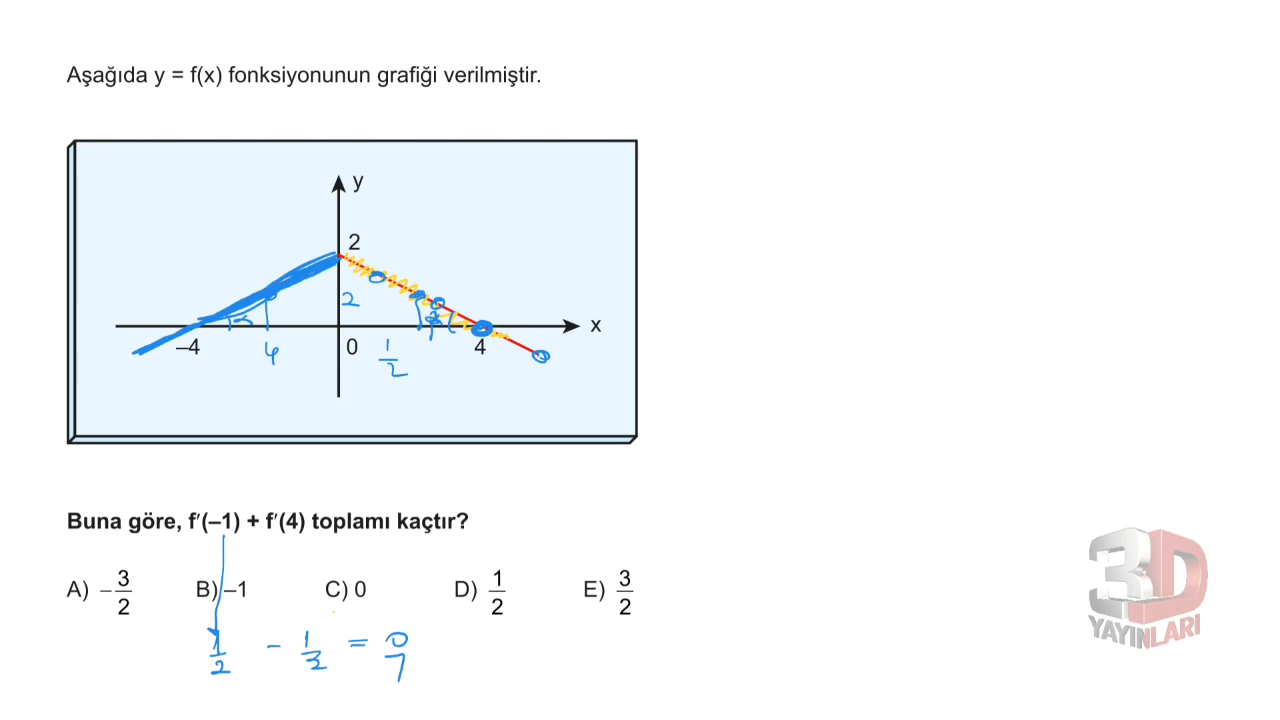 Aşağıda y = f(x) fonksiyonunun grafiği verilmiştir.
y
2
2
x
–4
4
0
1/2
4
Buna göre, f′(–1) + f′(4) toplamı kaçtır?
A) –3/2 B) –1 C) 0 D) 1/2 E) 3/2
1/2 - 1/2 = 0
3D
YAYINLARI